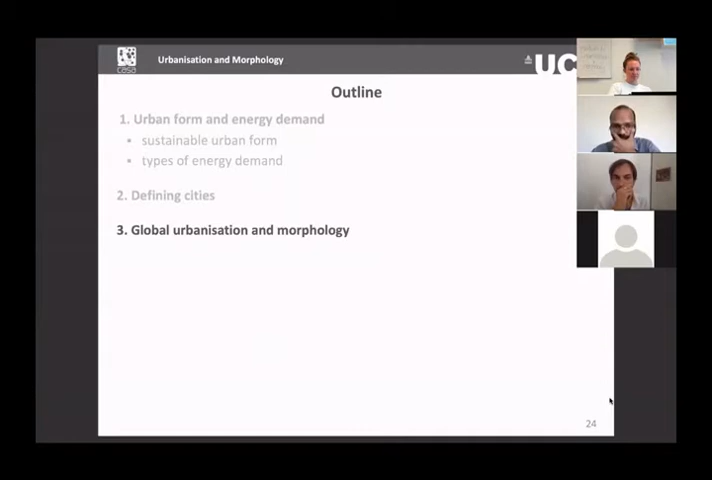 casa
Urbanisation and Morphology
UC
Outline
1. Urban form and energy demand
▪ sustainable urban form
▪ types of energy demand
2. Defining cities
3. Global urbanisation and morphology
24